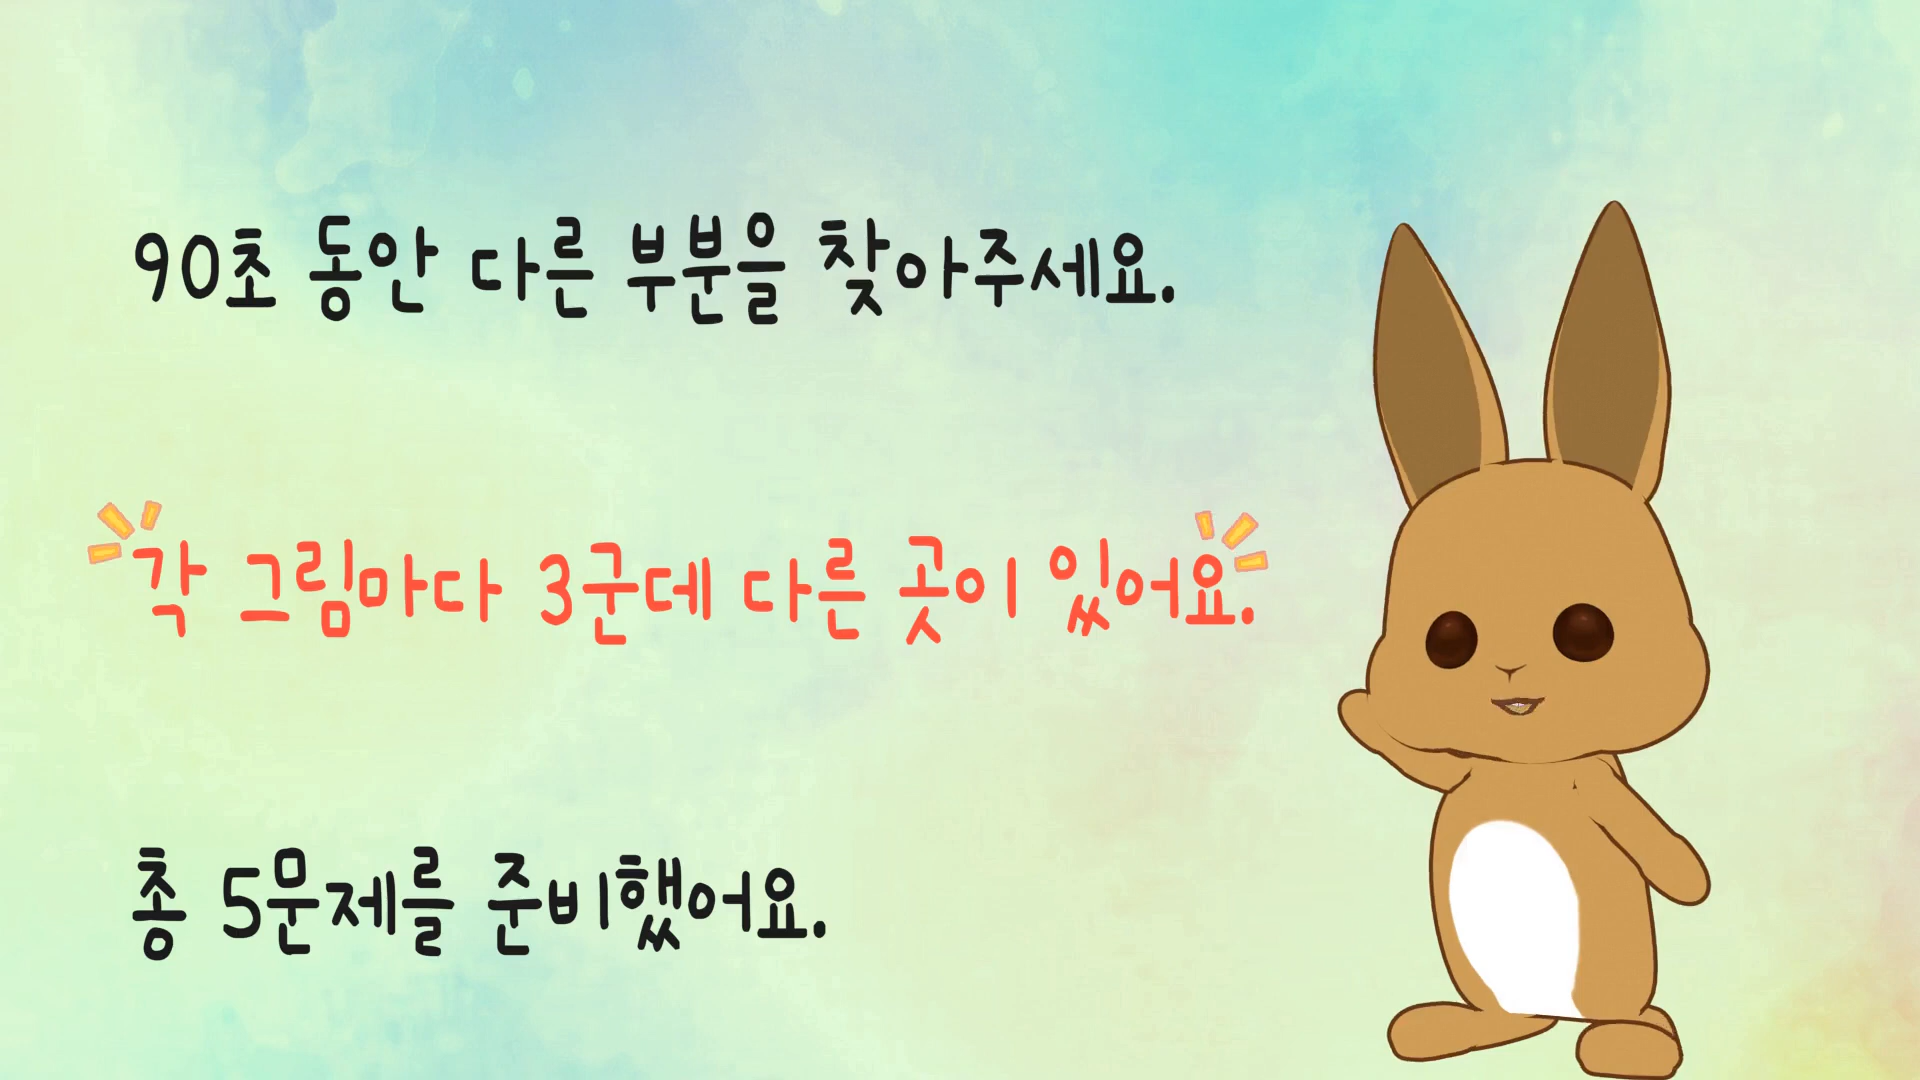 90초 동안 다른 부분을 찾아주세요.
각 그림마다 3군데 다른 곳이 있어요.
총 5문제를 준비했어요.